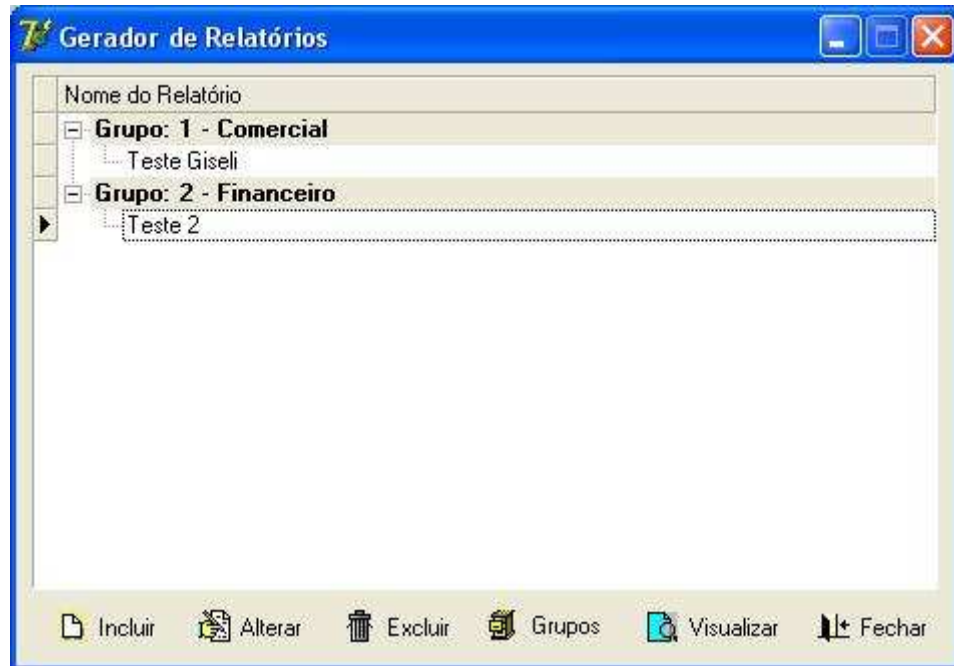 Gerador de Relatórios
Nome do Relatório
Grupo: 1 - Comercial
Teste Giseli
Grupo: 2 - Financeiro
Teste 2
Incluir Alterar Excluir Grupos Visualizar Fechar